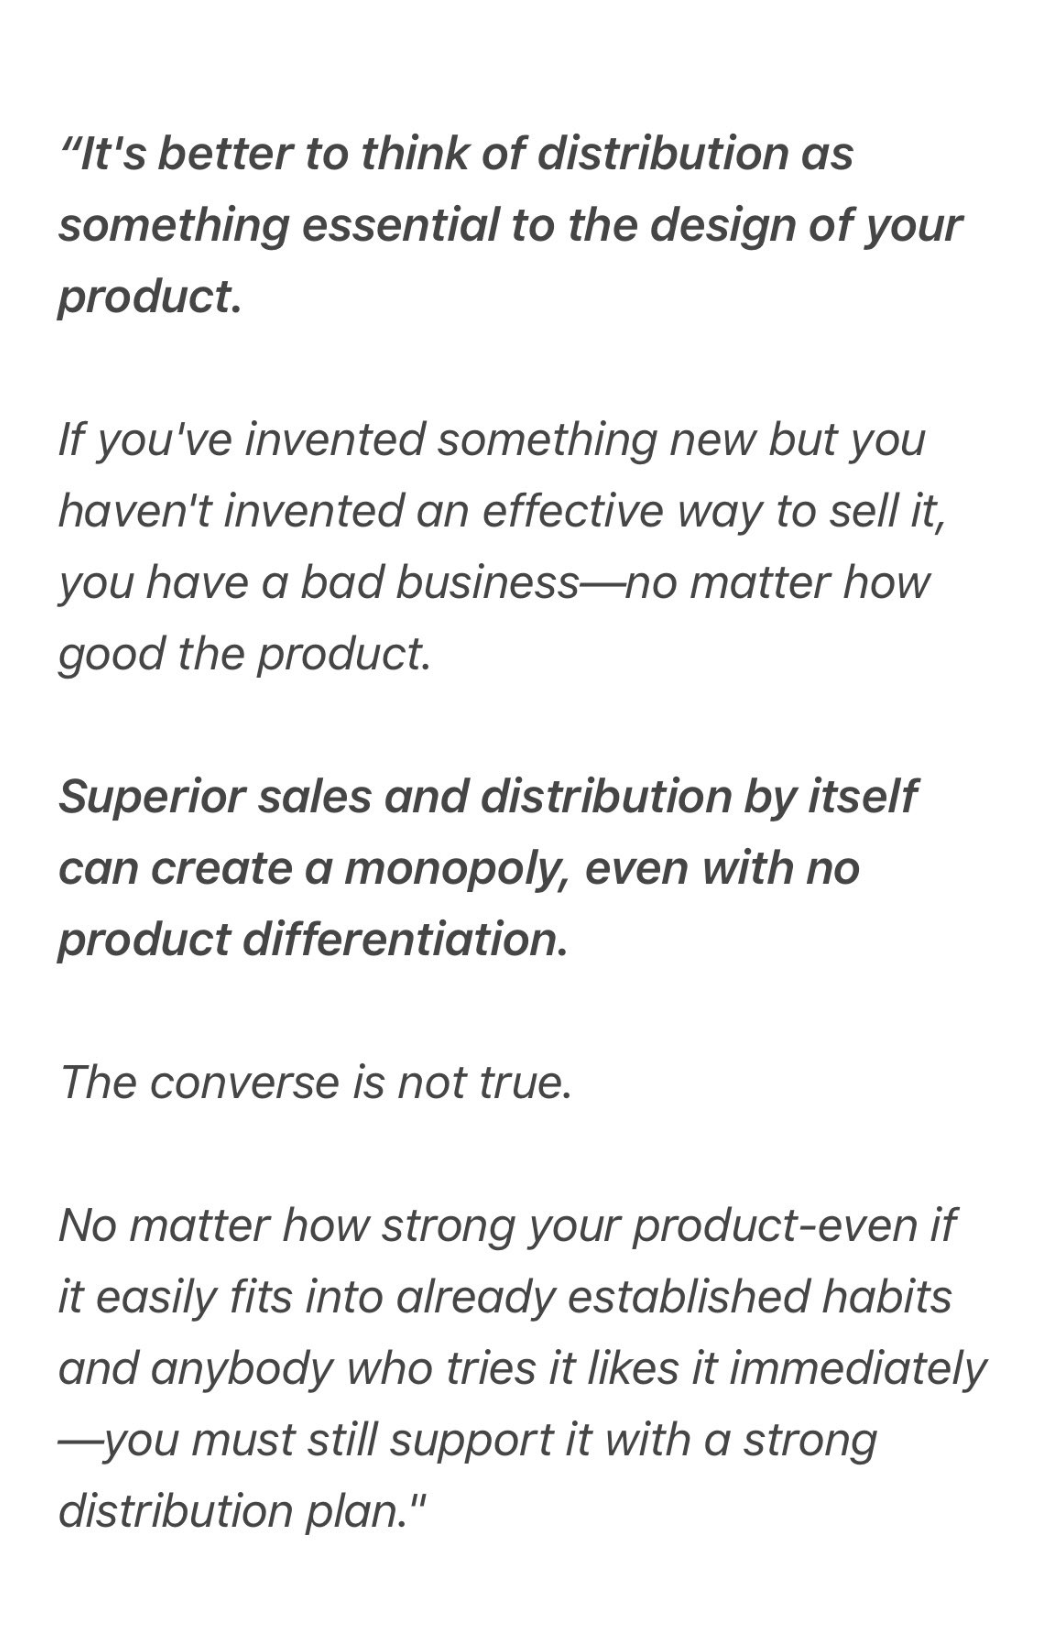 “It's better to think of distribution as
something essential to the design of your
product.
If you've invented something new but you
haven't invented an effective way to sell it,
you have a bad business—no matter how
good the product.
Superior sales and distribution by itself
can create a monopoly, even with no
product differentiation.
The converse is not true.
No matter how strong your product-even if
it easily fits into already established habits
and anybody who tries it likes it immediately
—you must still support it with a strong
distribution plan."